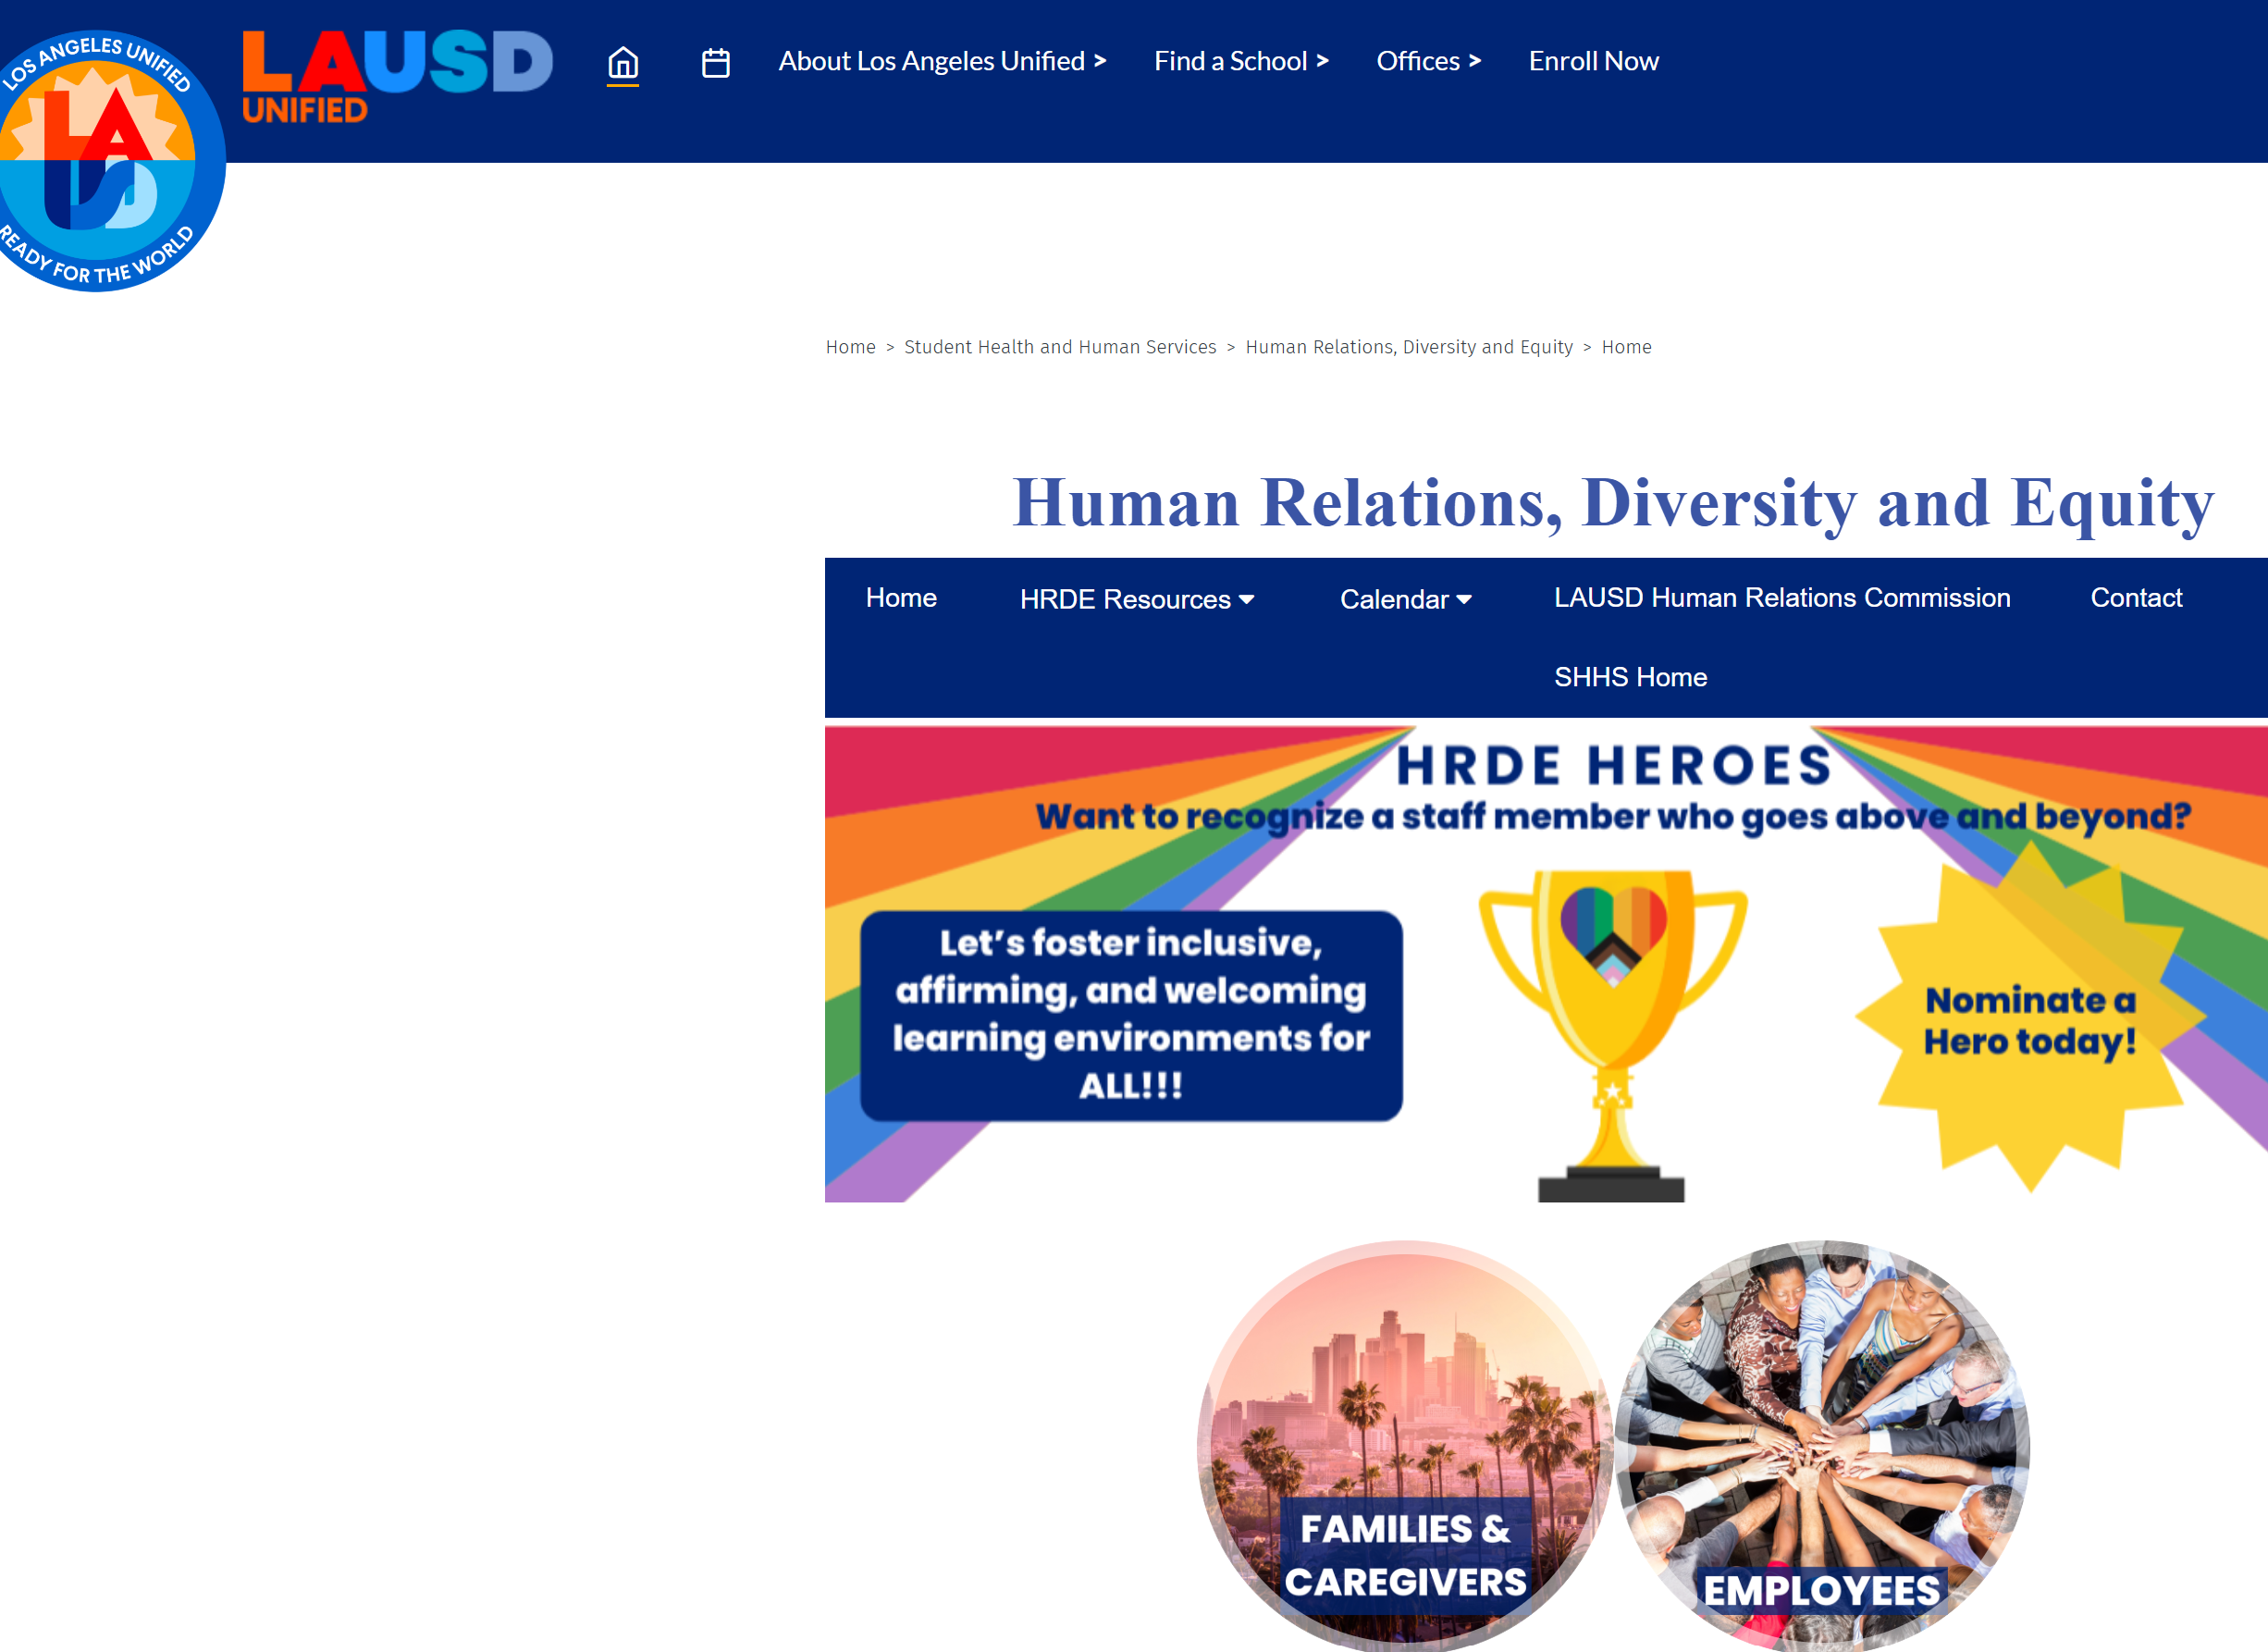 LOS ANGELES UNIFIED
LAUSD
READY FOR THE WORLD
LAUSD
UNIFIED
About Los Angeles Unified >
Find a School >
Offices >
Enroll Now
Home > Student Health and Human Services > Human Relations, Diversity and Equity > Home
Human Relations, Diversity and Equity
Home
HRDE Resources
Calendar
LAUSD Human Relations Commission
Contact
SHHS Home
HRDE HEROES
Want to recognize a staff member who goes above and beyond?
Let's foster inclusive,
affirming, and welcoming
learning environments for
ALL!!!
Nominate a
Hero today!
FAMILIES &
CAREGIVERS
EMPLOYEES